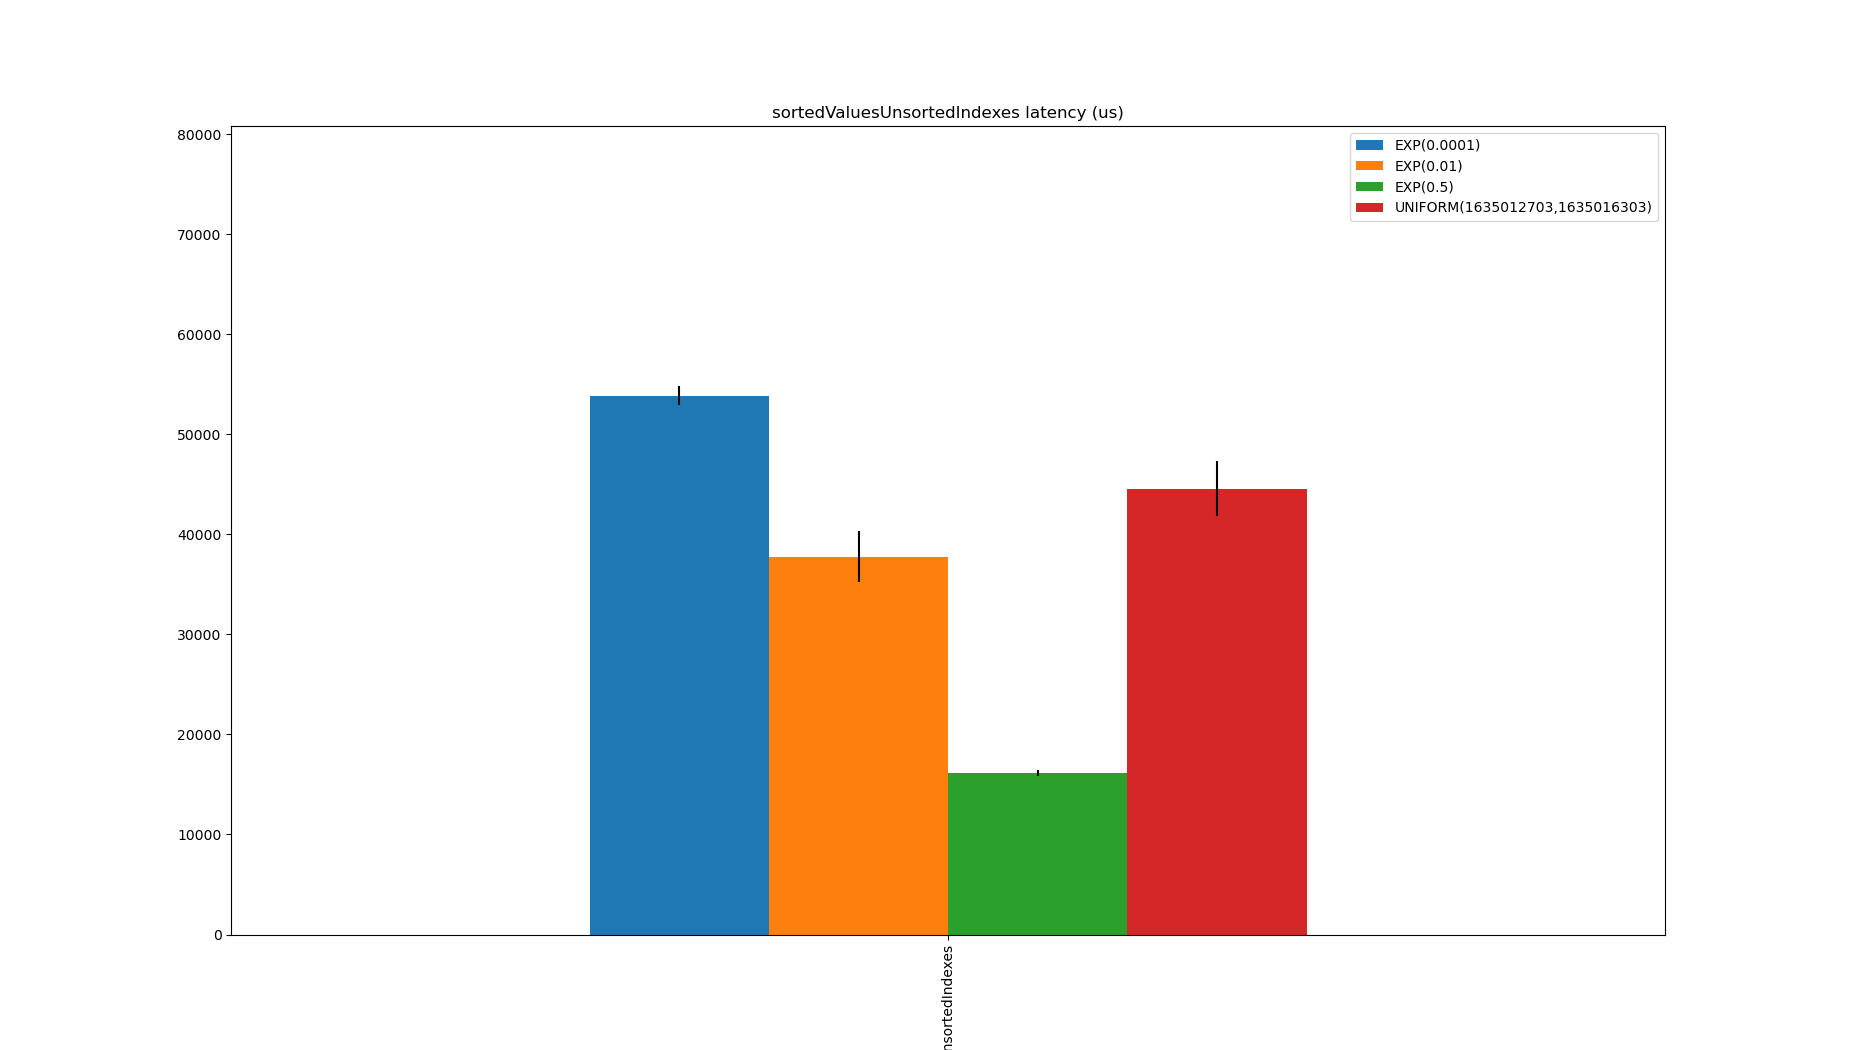 sortedValuesUnsortedIndexes latency (us)
80000
70000
60000
50000
40000
30000
20000
10000
0
EXP(0.0001)
EXP(0.01)
EXP(0.5)
UNIFORM(1635012703,1635016303)
nsortedIndexes